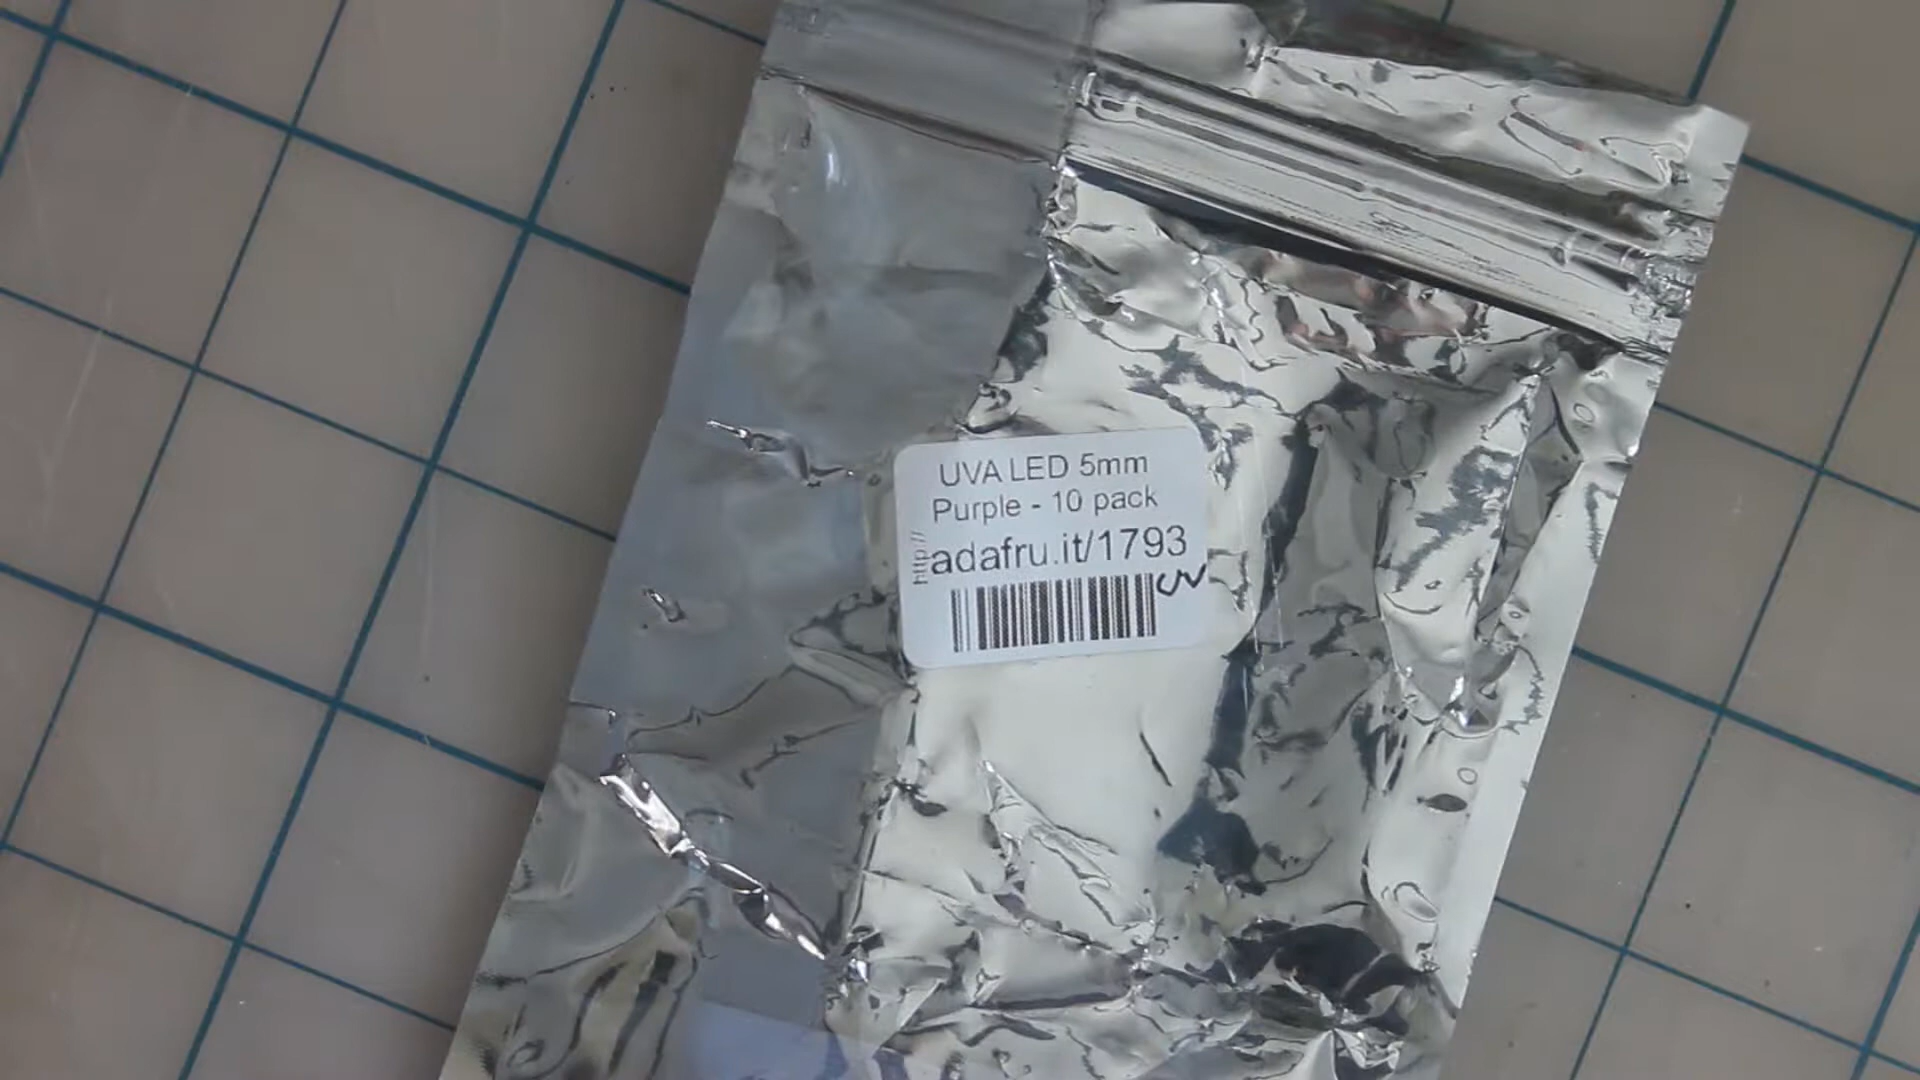 UVA LED 5mm
Purple - 10 pack
http://
adafru.it/1793
UV